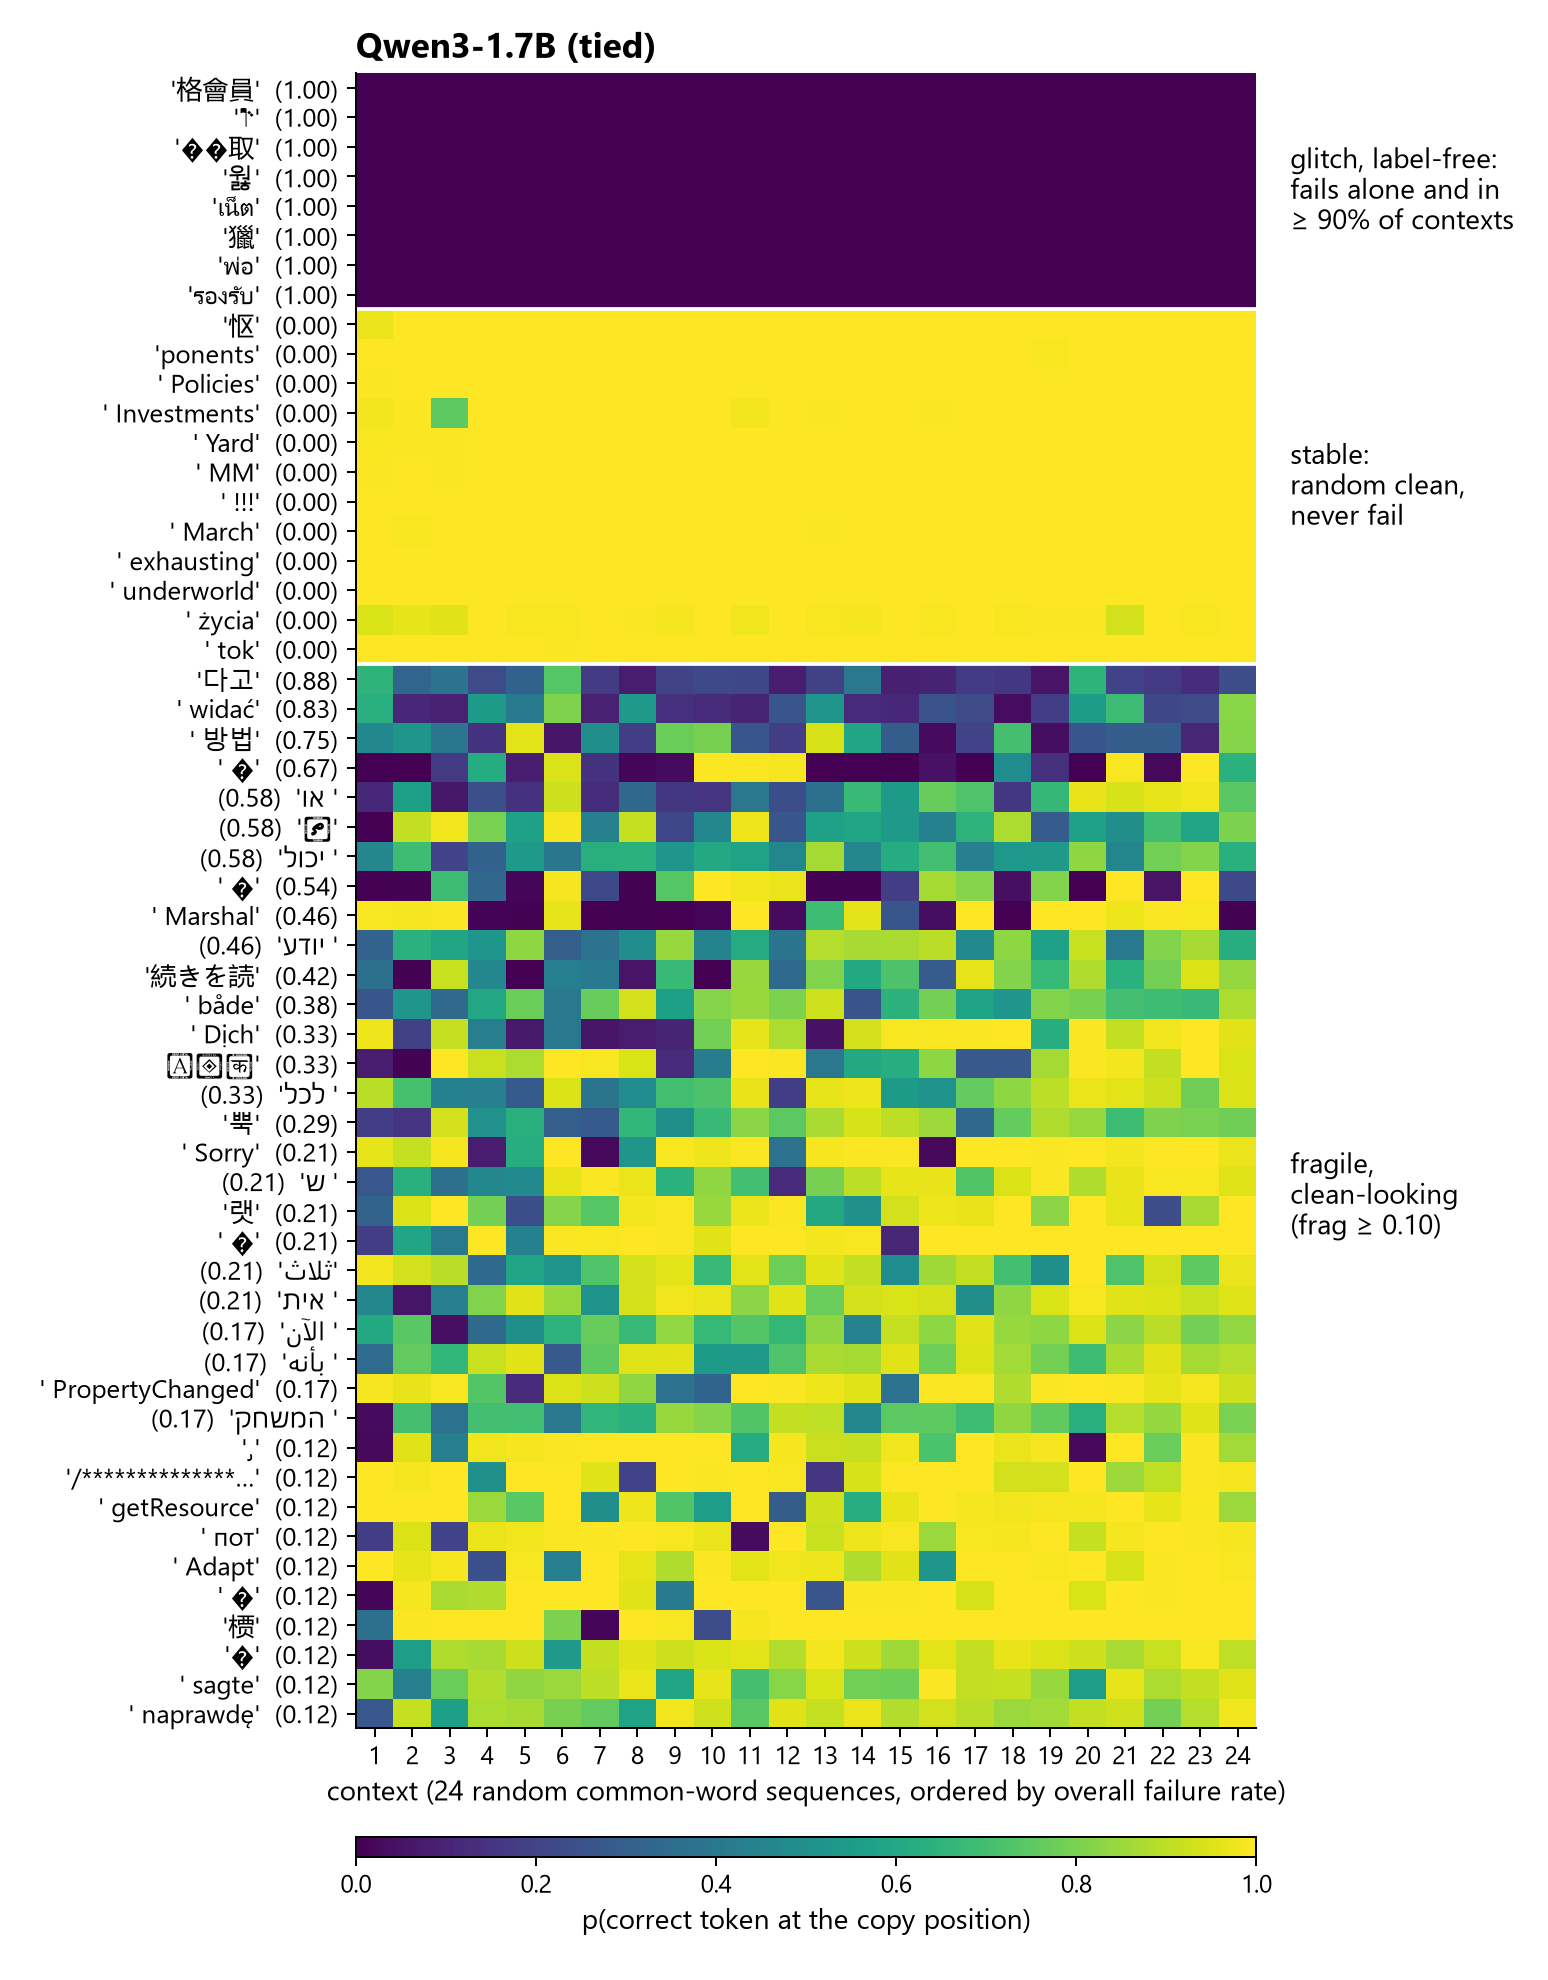 Qwen3-1.7B (tied)
'格會員' (1.00)
(1.00)
'��取' (1.00)
'웛' (1.00)
'เน็ต' (1.00)
'獵' (1.00)
'พ่อ' (1.00)
'รองรับ' (1.00)
'怄' (0.00)
'ponents' (0.00)
' Policies' (0.00)
' Investments' (0.00)
' Yard' (0.00)
' MM' (0.00)
' !!!' (0.00)
' March' (0.00)
' exhausting' (0.00)
' underworld' (0.00)
' życia' (0.00)
' tok' (0.00)
'다고' (0.88)
' widać' (0.83)
' 방법' (0.75)
' �' (0.67)
' או' (0.58)
(0.58)
' יכול' (0.58)
' �' (0.54)
' Marshal' (0.46)
' יודע' (0.46)
'続きを読' (0.42)
' både' (0.38)
' Dịch' (0.33)
(0.33)
' לכל' (0.33)
'뿍' (0.29)
' Sorry' (0.21)
' ש' (0.21)
'랫' (0.21)
' �' (0.21)
'ثلاث' (0.21)
' אית' (0.21)
' الآن' (0.17)
' بأنه' (0.17)
' PropertyChanged' (0.17)
' המשחק' (0.17)
(0.12)
'/**************...' (0.12)
' getResource' (0.12)
' пот' (0.12)
' Adapt' (0.12)
' �' (0.12)
(0.12)
'�' (0.12)
' sagte' (0.12)
' naprawdę' (0.12)
glitch, label-free:
fails alone and in
≥ 90% of contexts
stable:
random clean,
never fail
fragile,
clean-looking
(frag ≥ 0.10)
1 2 3 4 5 6 7 8 9 10 11 12 13 14 15 16 17 18 19 20 21 22 23 24
context (24 random common-word sequences, ordered by overall failure rate)
0.0 0.2 0.4 0.6 0.8 1.0
p(correct token at the copy position)